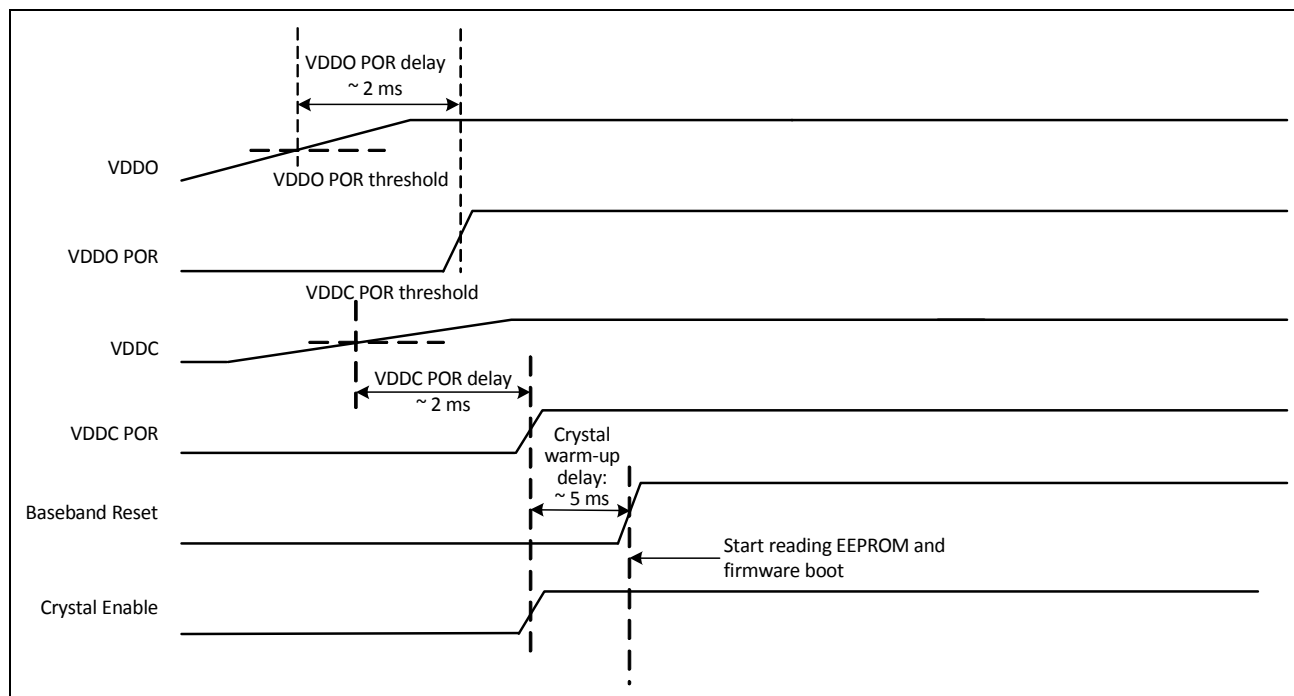 VDDO POR delay
~ 2 ms
VDDO
VDDO POR threshold
VDDO POR
VDDC POR threshold
VDDC
VDDC POR delay
~ 2 ms
VDDC POR
Crystal
warm-up
delay:
~ 5 ms
Baseband Reset
Start reading EEPROM and
firmware boot
Crystal Enable